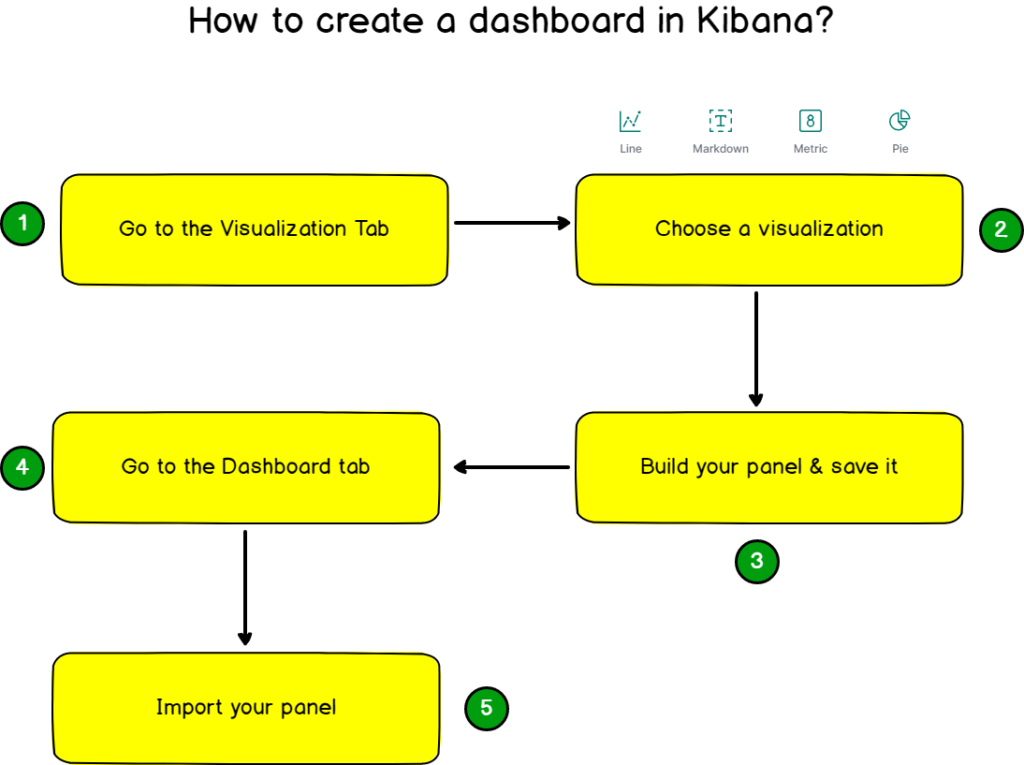 How to create a dashboard in Kibana?
Line
Markdown
Metric
Pie
1
Go to the Visualization Tab
Choose a visualization
2
4
Go to the Dashboard tab
Build your panel & save it
3
Import your panel
5